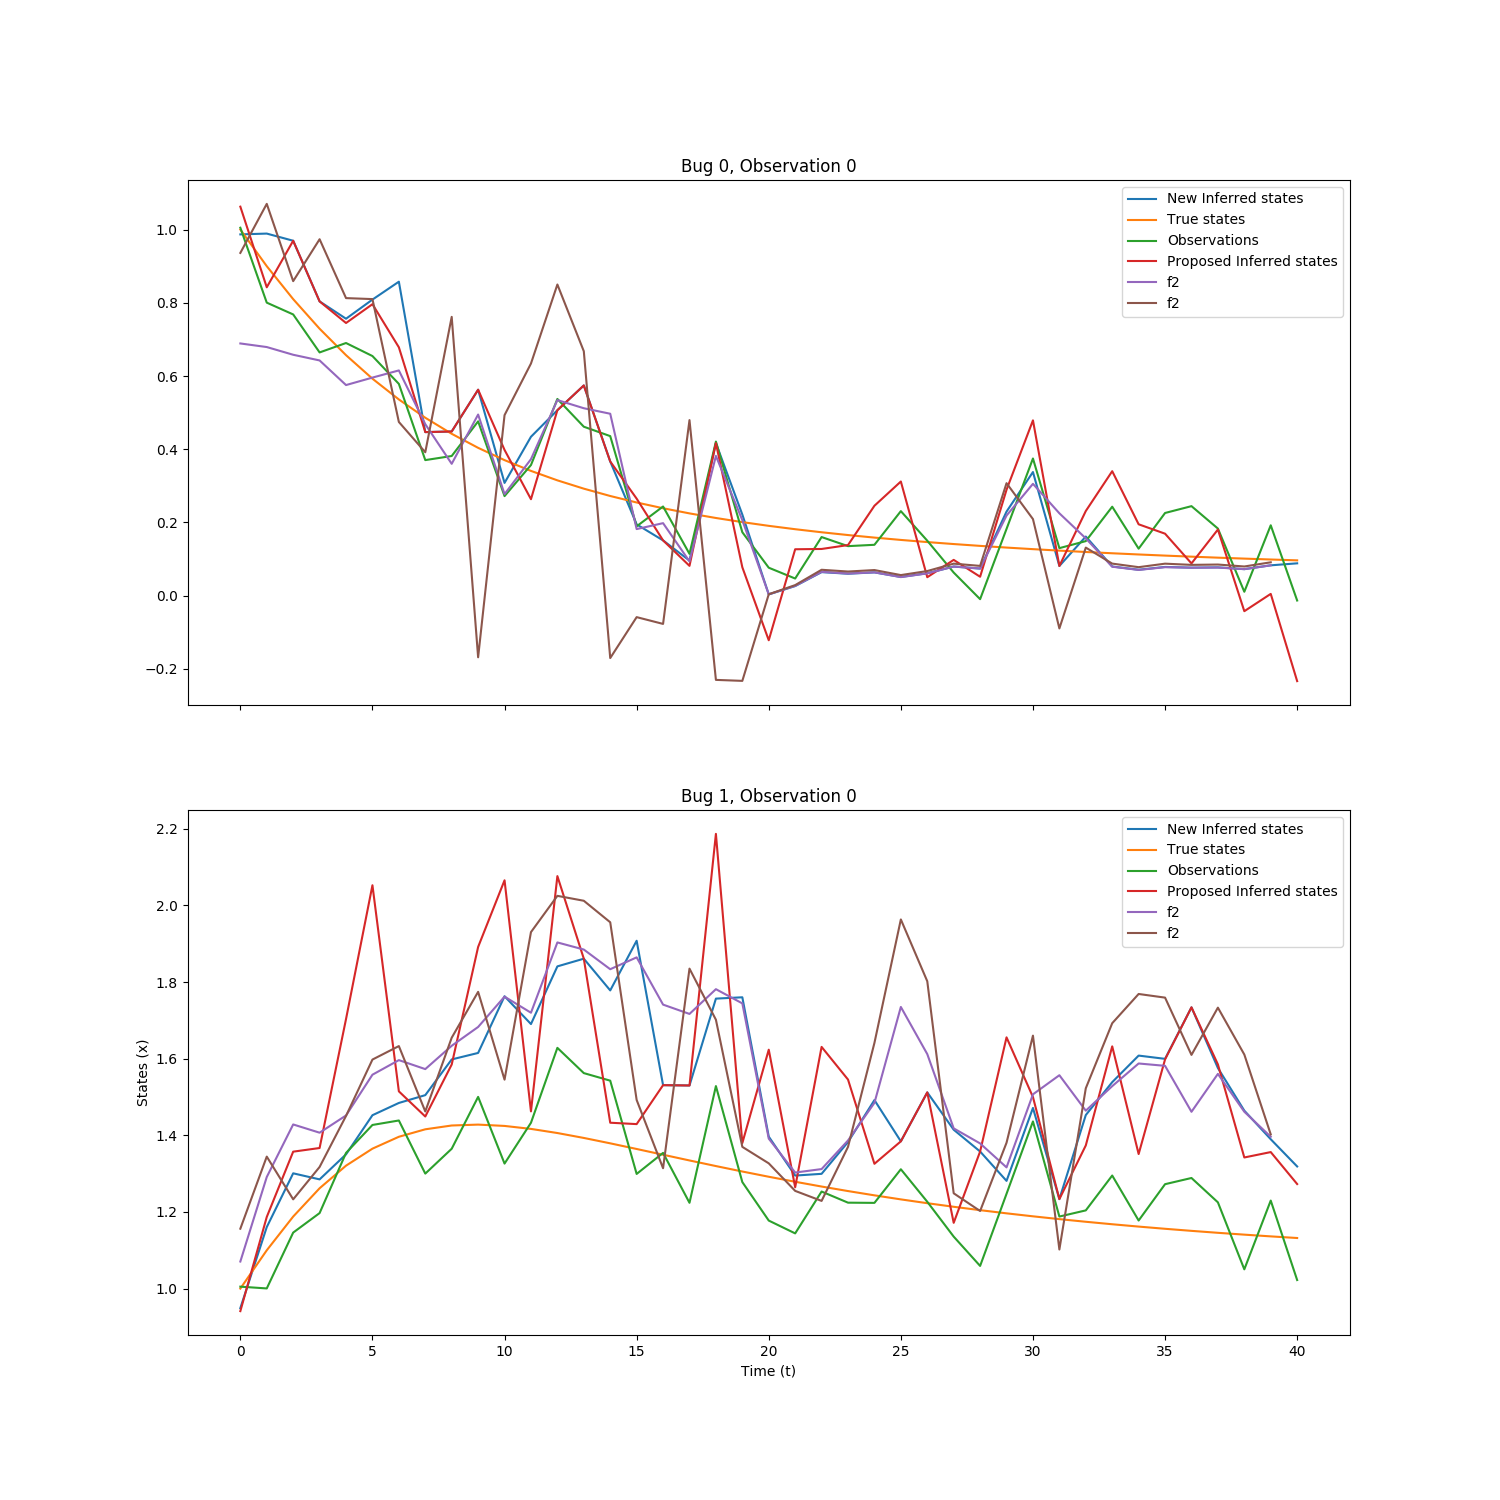 Bug 0, Observation 0
1.0
0.8
0.6
0.4
0.2
0.0
−0.2
New Inferred states
True states
Observations
Proposed Inferred states
f2
f2
Bug 1, Observation 0
States (x)
2.2
2.0
1.8
1.6
1.4
1.2
1.0
New Inferred states
True states
Observations
Proposed Inferred states
f2
f2
0 5 10 15 20 25 30 35 40
Time (t)